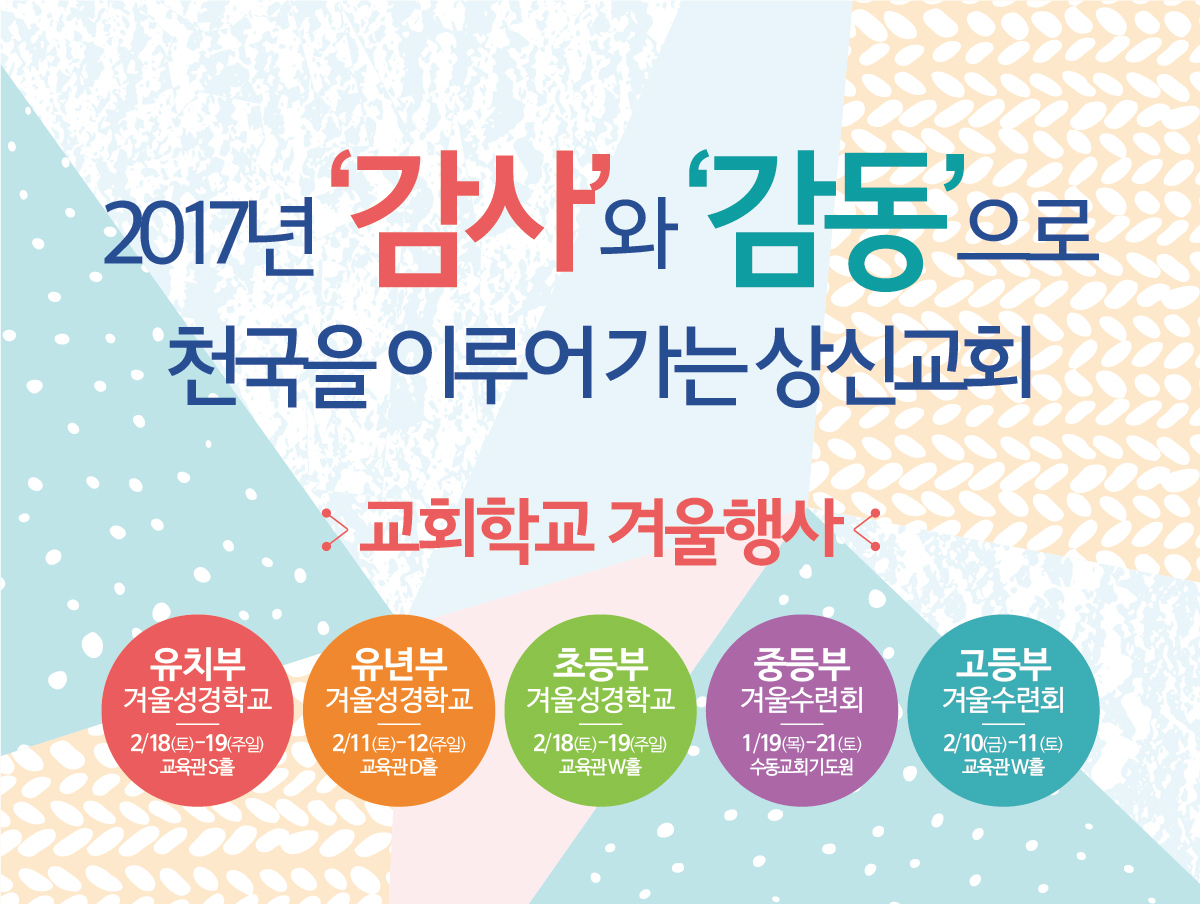 2017년 ‘감사’와 ‘감동’으로
천국을 이루어 가는 상신교회
교회학교 겨울행사
유치부
겨울성경학교
2/18(토)-19(주일)
교육관 S홀
유년부
겨울성경학교
2/11(토)-12(주일)
교육관 D홀
초등부
겨울성경학교
2/18(토)-19(주일)
교육관 W홀
중등부
겨울수련회
1/19(목)-21(토)
수동교회기도원
고등부
겨울수련회
2/10(금)-11(토)
교육관 W홀